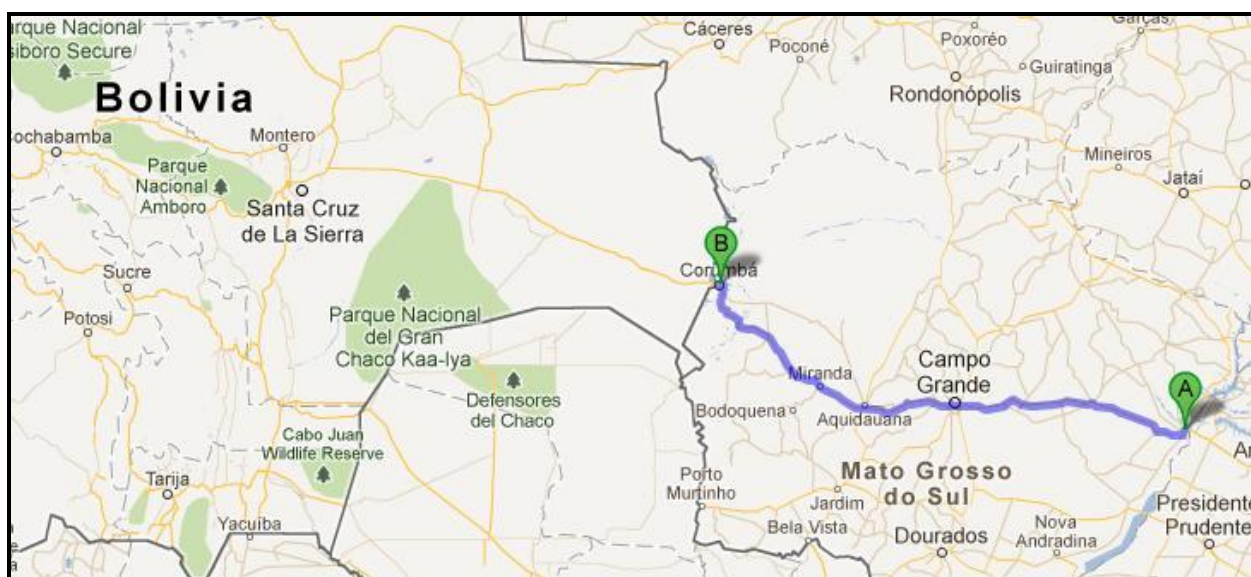 arque Nacional
siboro Secure
Bolivia
Cochabamba
Montero
Parque
Nacional
Amboro
Santa Cruz
de La Sierra
Sucre
Potosi
Parque Nacional
del Gran
Chaco Kaa-Iya
Defensores
del Chaco
Cabo Juan
Wildlife Reserve
Tarija
Yacuiba
Cáceres
Poconé
Poxoréo
Garças
Guiratinga
Rondonópolis
Mineiros
Jataí
B
Corumbá
Miranda
Campo
Grande
A
Bodoquena
Aquidauana
Mato Grosso
do Sul
Porto
Murtinho
Jardim
Bela Vista
Dourados
Nova
Andradina
Presidente
Prudente